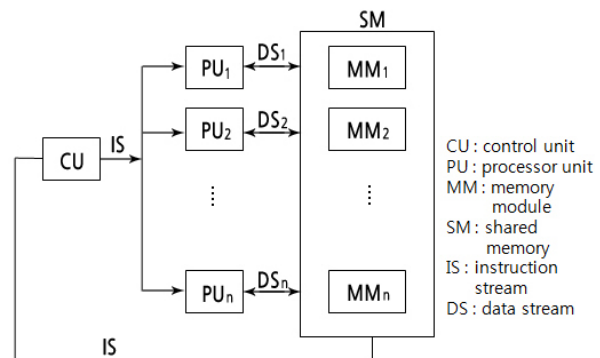 SM
PU1
DS1
MM1
PU2
DS2
MM2
IS
CU
PUn
DSn
MMn
IS
CU : control unit
PU : processor unit
MM : memory
module
SM : shared
memory
IS : instruction
stream
DS : data stream